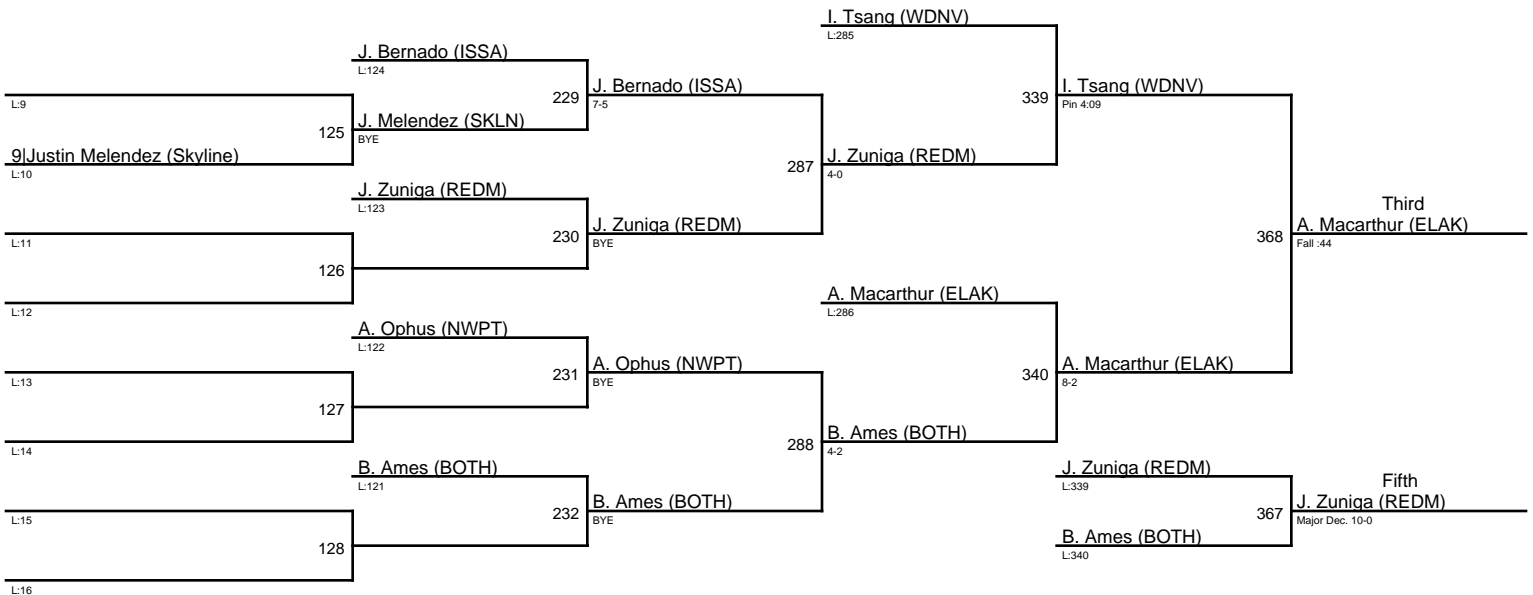 I. Tsang (WDNV)
L:285
J. Bernado (ISSA)
L:124
229
J. Bernado (ISSA)
7-5
339
I. Tsang (WDNV)
Pin 4:09
L:9
125
J. Melendez (SKLN)
BYE
9|Justin Melendez (Skyline)
L:10
287
J. Zuniga (REDM)
4-0
J. Zuniga (REDM)
L:123
230
J. Zuniga (REDM)
BYE
L:11
126
L:12
368
Third
A. Macarthur (ELAK)
Fall :44
A. Macarthur (ELAK)
L:286
A. Ophus (NWPT)
L:122
231
A. Ophus (NWPT)
BYE
340
A. Macarthur (ELAK)
8-2
L:13
127
L:14
288
B. Ames (BOTH)
4-2
B. Ames (BOTH)
L:121
232
B. Ames (BOTH)
BYE
L:15
128
L:16
J. Zuniga (REDM)
L:339
367
Fifth
J. Zuniga (REDM)
Major Dec. 10-0
B. Ames (BOTH)
L:340